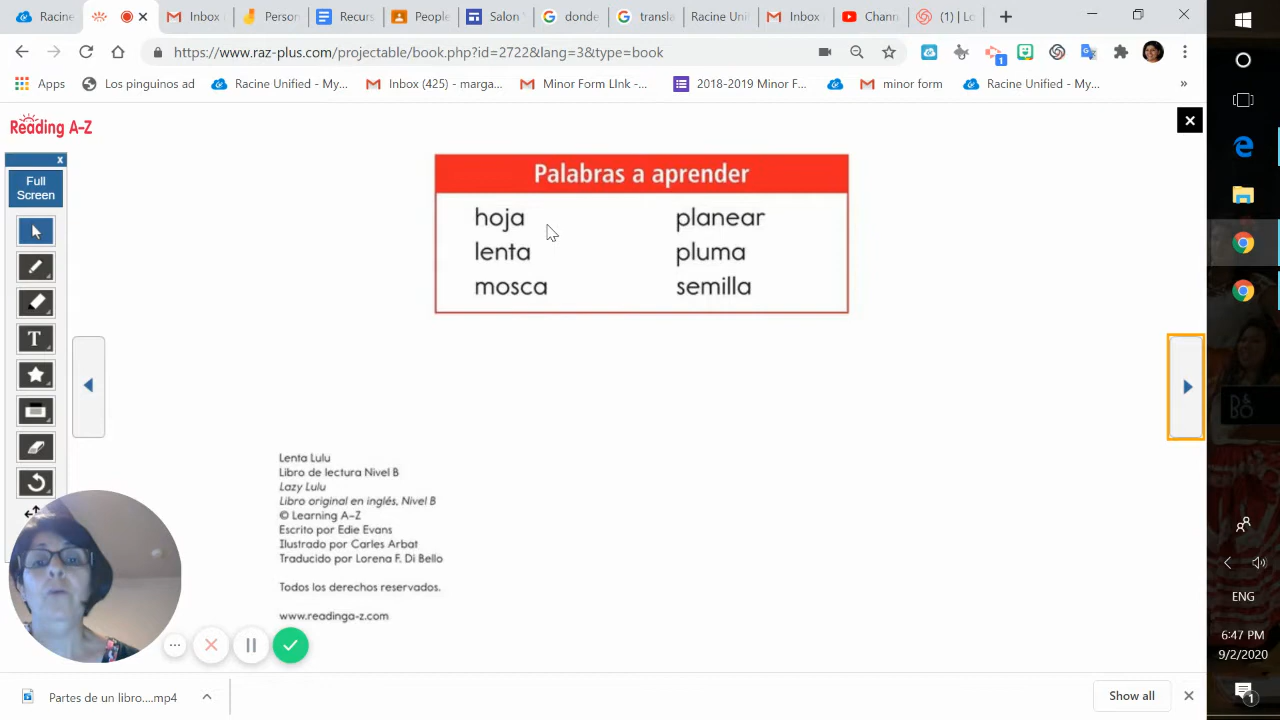 Racine
Inbox
Person
Recurs
People
Salon
donde
transla
Racine Uni
Inbox
Chann
(1) Lo
https://www.raz-plus.com/projectable/book.php?id=2722&lang=3&type=book
1
Apps
Los pinguinos ad
Racine Unified - My...
Inbox (425) - marga...
Minor Form LInk -...
2018-2019 Minor F...
minor form
Racine Unified - My...
»
Reading A-Z
x
Full
Screen
T
Palabras a aprender
hoja planear
lenta pluma
mosca semilla
Lenta Lulu
Libro de lectura Nivel B
Lazy Lulu
Libro original en inglés, Nivel B
© Learning A–Z
Escrito por Edie Evans
Ilustrado por Carles Arbat
Traducido por Lorena F. Di Bello
Todos los derechos reservados.
www.readinga-z.com
Partes de un libro....mp4
Show all
ENG
6:47 PM
9/2/2020
1